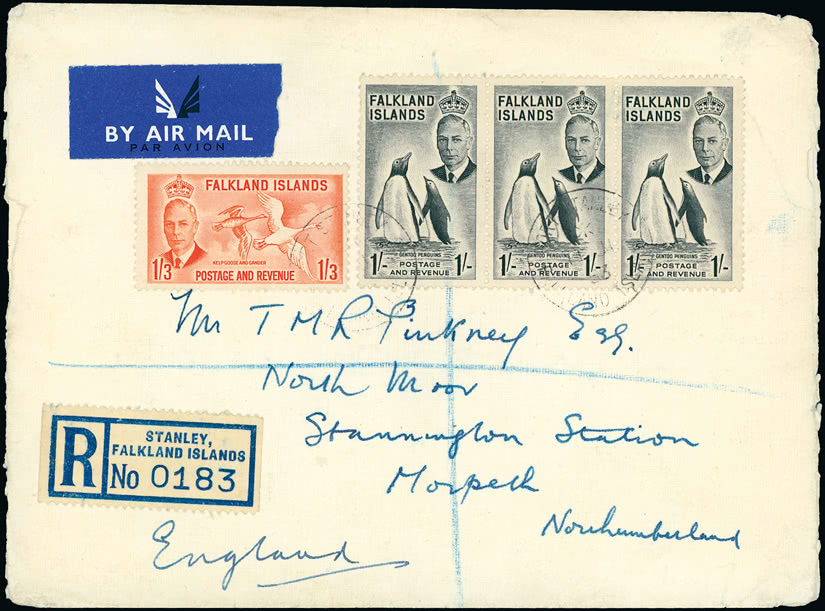 BY AIR MAIL
PAR AVION
FALKLAND ISLANDS
KELP GOOSE AND GANDER
1/3 1/3
POSTAGE AND REVENUE
FALKLAND
ISLANDS
GENTOO PENGUINS
1/- POSTAGE 1/-
AND REVENUE
FALKLAND
ISLANDS
GENTOO PENGUINS
1/- POSTAGE 1/-
AND REVENUE
FALKLAND
ISLANDS
GENTOO PENGUINS
1/- POSTAGE 1/-
AND REVENUE
STANLEY
Mr T M R Pinkney Esq.
North Moor
Stannington Station
Morpeth
Northumberland
England
R
STANLEY,
FALKLAND ISLANDS
No 0183